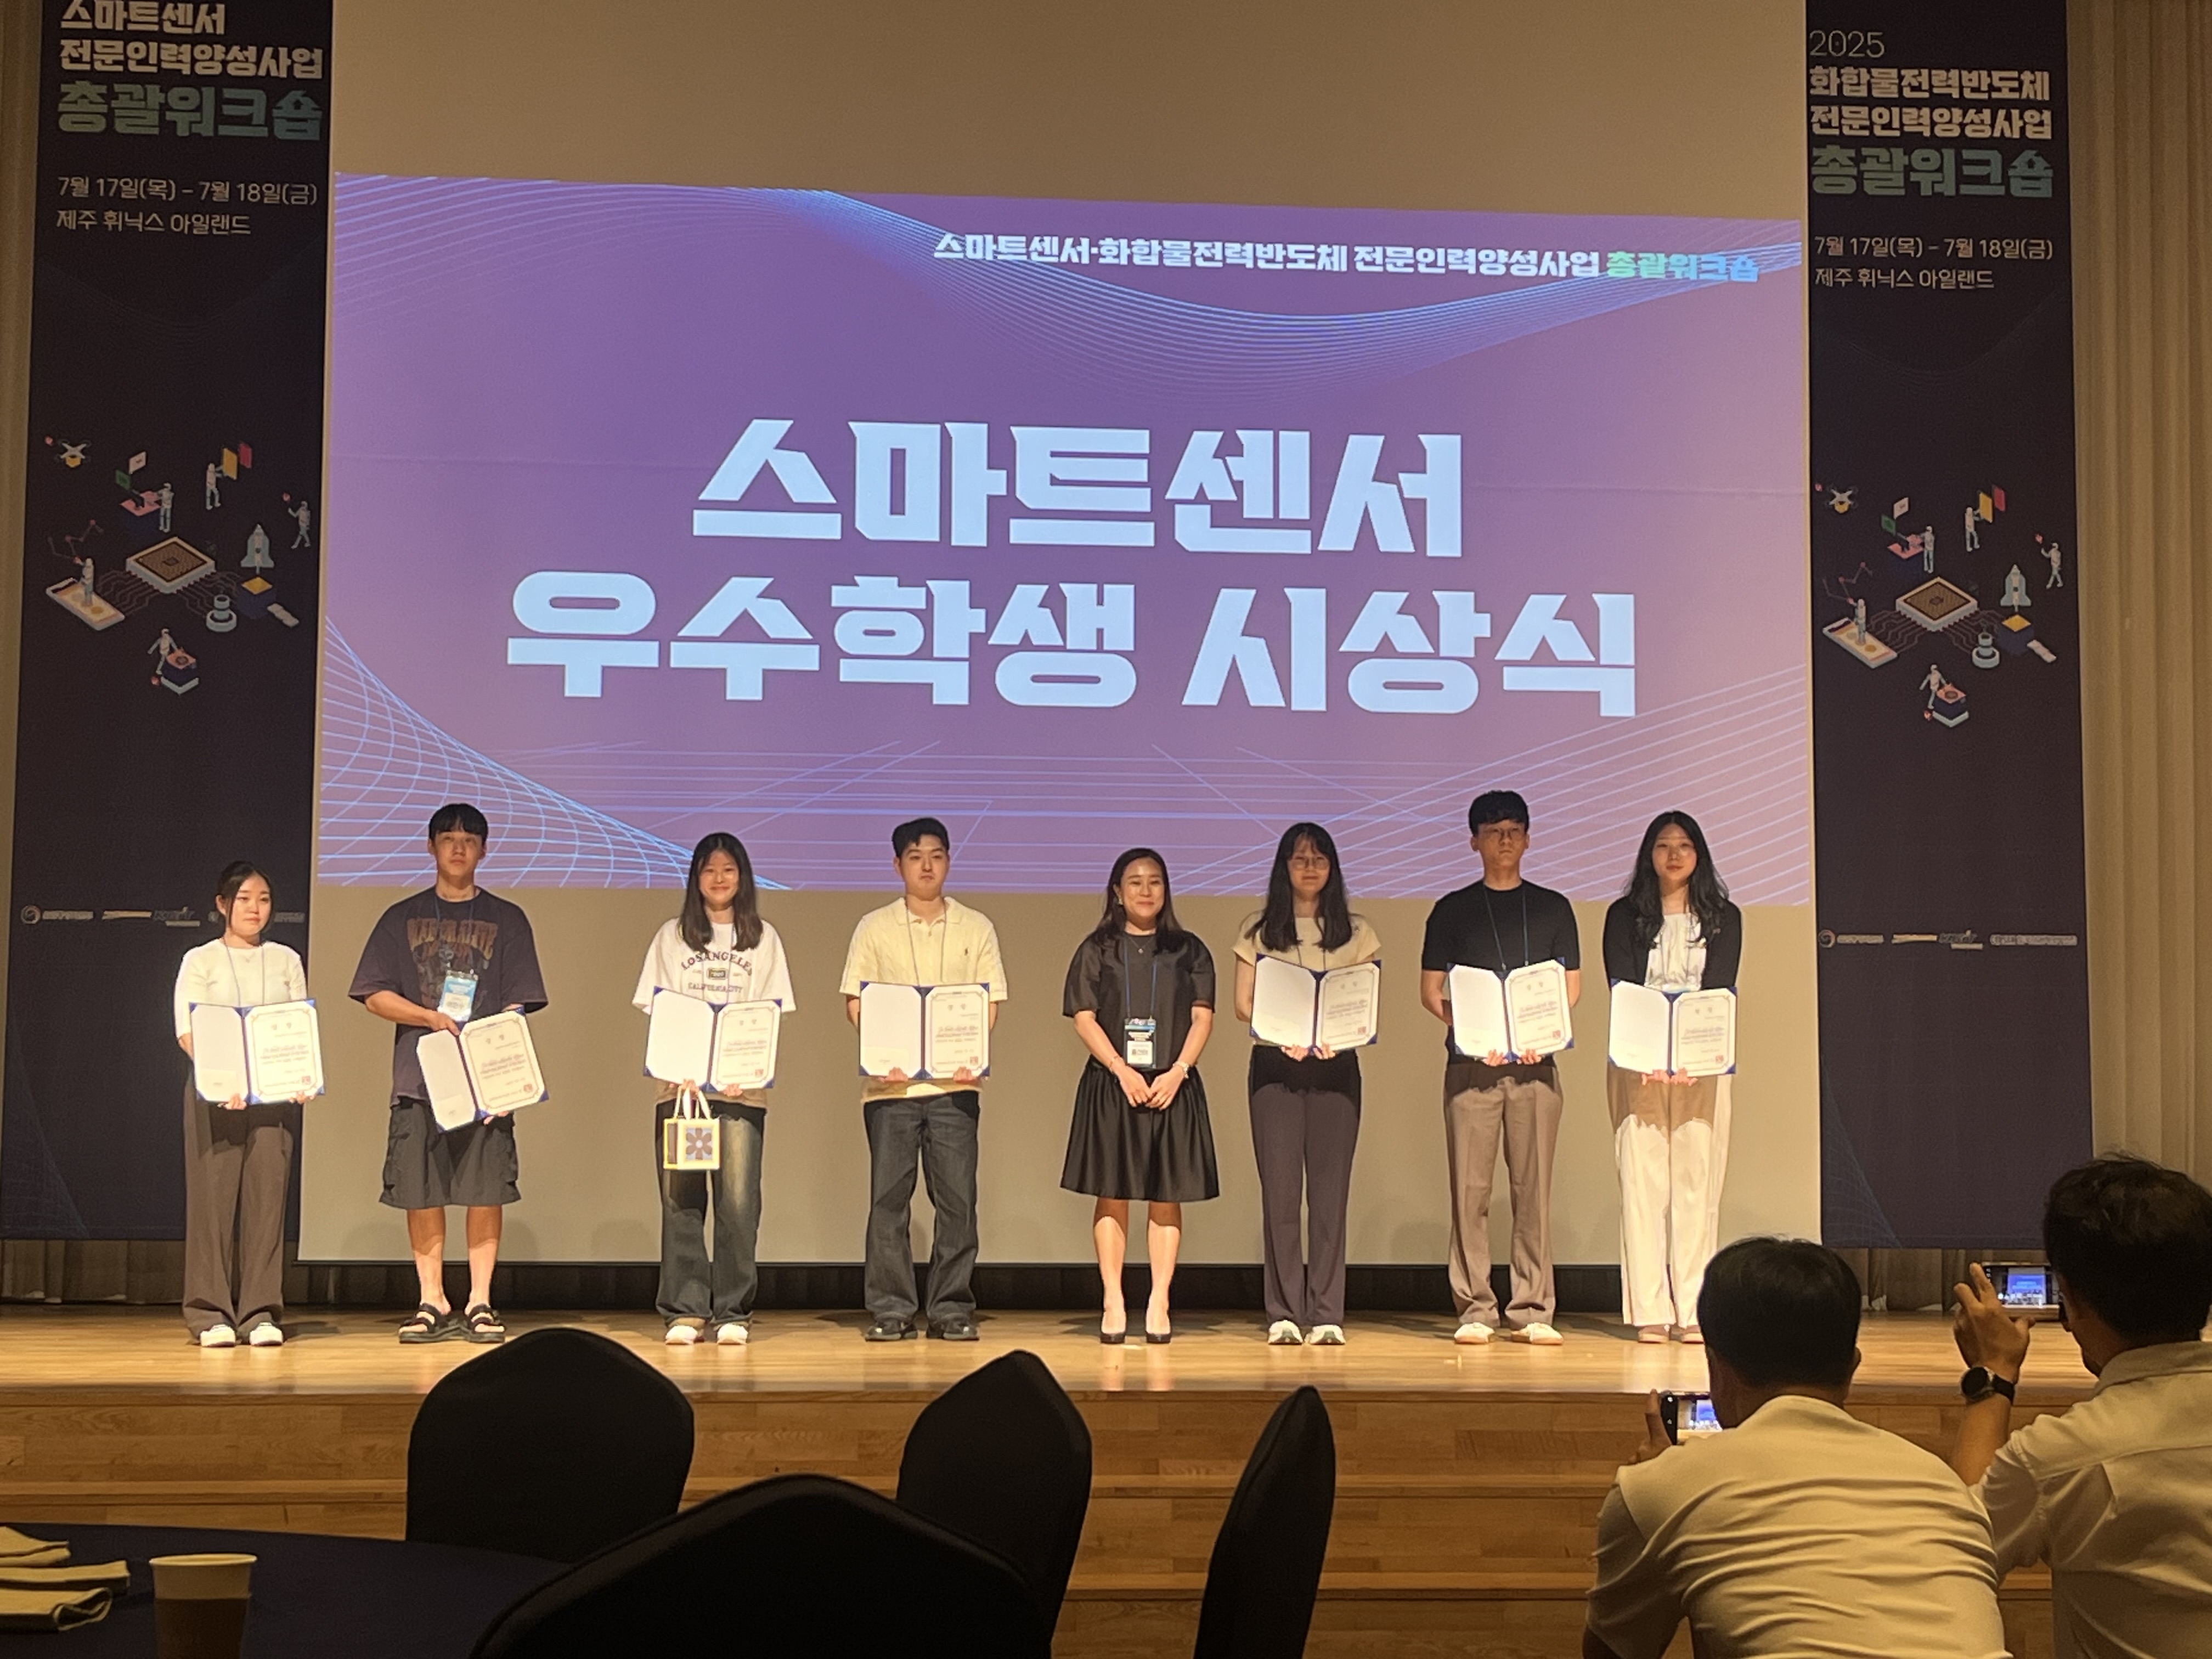 스마트센서
전문인력양성사업
총괄워크숍
7월 17일(목) – 7월 18일(금)
제주 휘닉스 아일랜드
스마트센서·화합물전력반도체 전문인력양성사업 총괄워크숍
스마트센서
우수학생 시상식
2025
화합물전력반도체
전문인력양성사업
총괄워크숍
7월 17일(목) – 7월 18일(금)
제주 휘닉스 아일랜드
LOS ANGELES
CALIFORNIA CITY